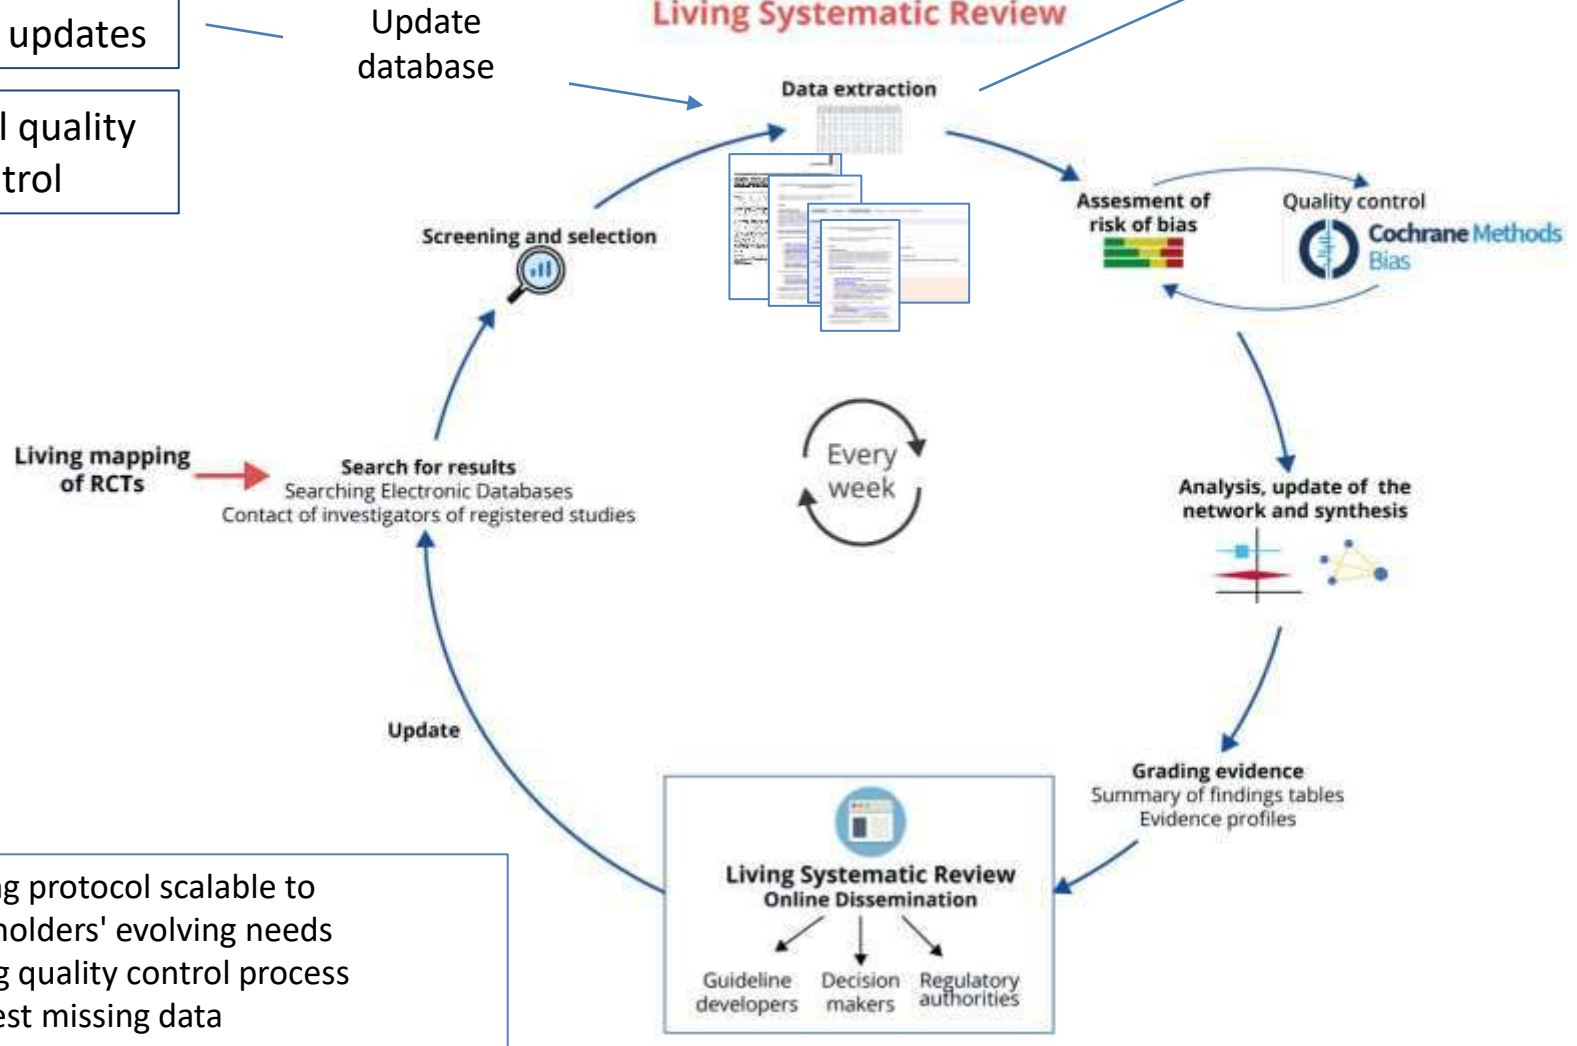 updates
Update
database
Living Systematic Review
l quality
trol
Data extraction
Screening and selection
Assesment of
risk of bias
Quality control
Cochrane Methods
Bias
Living mapping
of RCTs
Search for results
Searching Electronic Databases
Contact of investigators of registered studies
Every
week
Analysis, update of the
network and synthesis
Update
Grading evidence
Summary of findings tables
Evidence profiles
Living Systematic Review
Online Dissemination
Guideline
developers
Decision
makers
Regulatory
authorities
g protocol scalable to
holders' evolving needs
g quality control process
est missing data